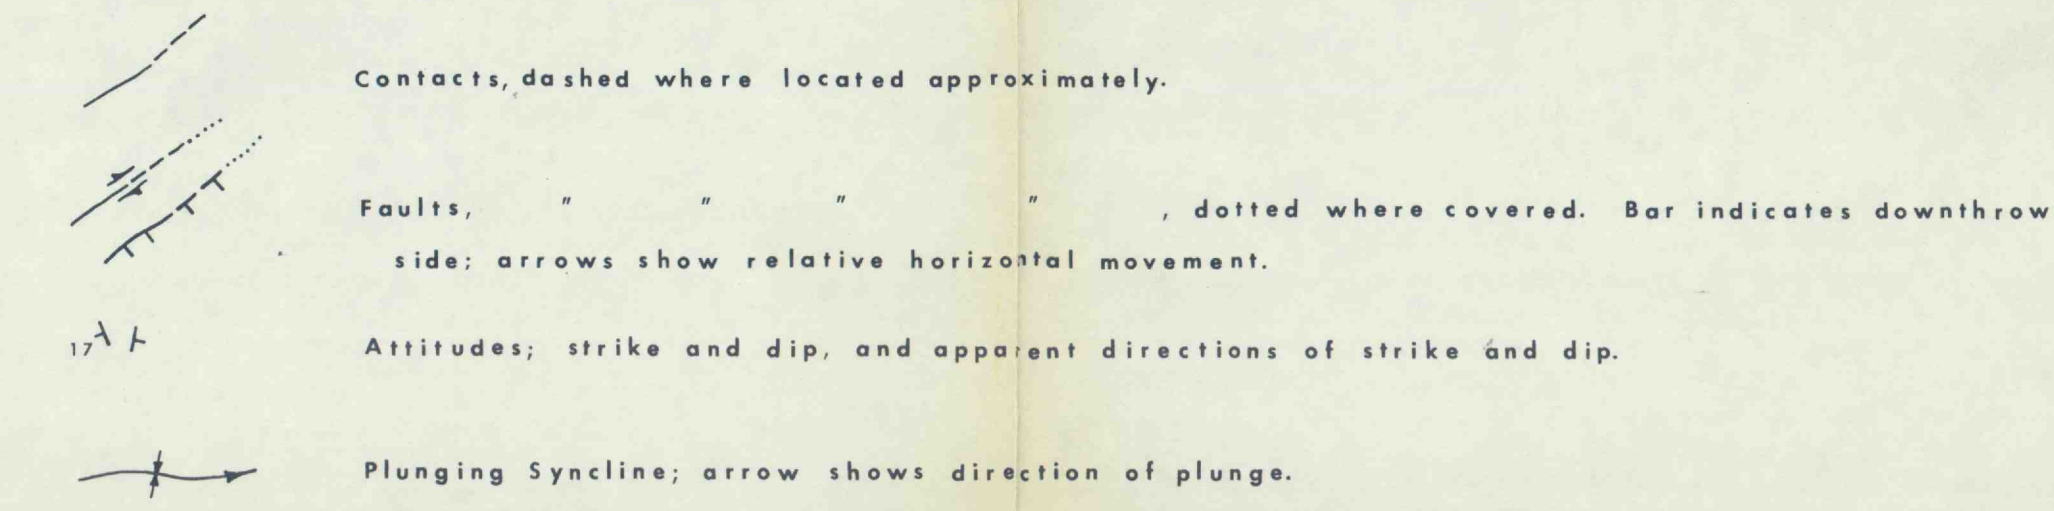 Contacts, dashed where located approximately.
Faults, " " " " , dotted where covered. Bar indicates downthrow
side; arrows show relative horizontal movement.
17 Attitudes; strike and dip, and apparent directions of strike and dip.
Plunging Syncline; arrow shows direction of plunge.